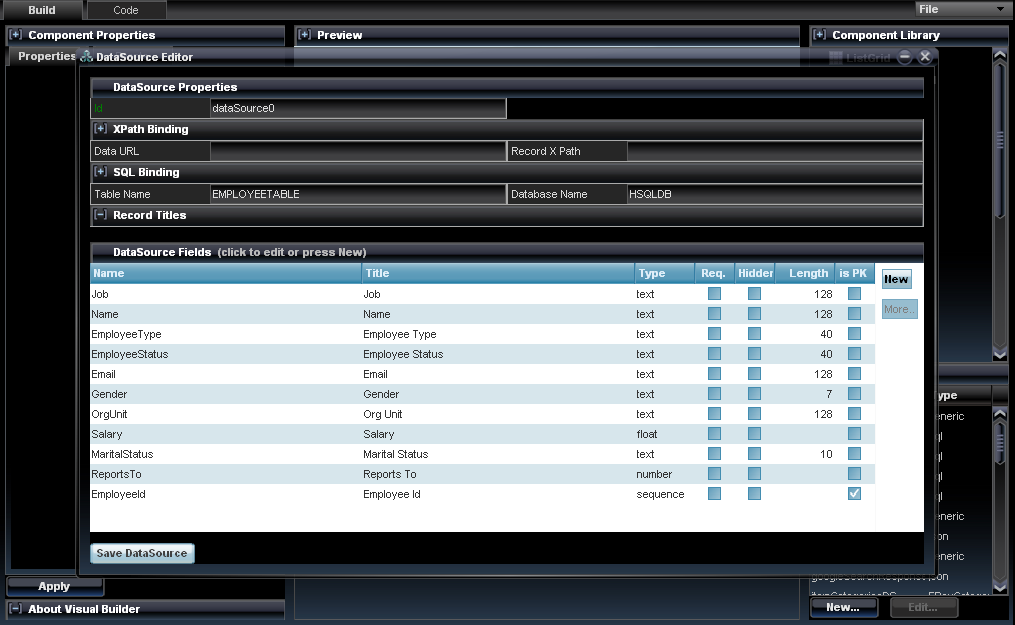 Build Code File
[+] Component Properties [+] Preview [+] Component Library
Properties DataSource Editor ListGrid
DataSource Properties
Id dataSource0
[+] XPath Binding
Data URL Record X Path
[+] SQL Binding
Table Name EMPLOYEETABLE Database Name HSQLDB
[−] Record Titles
DataSource Fields (click to edit or press New)
Name Title Type Req. Hidder Length is PK New
Job Job text 128
Name Name text 128 More..
EmployeeType Employee Type text 40
EmployeeStatus Employee Status text 40
Email Email text 128
Gender Gender text 7 ype
OrgUnit Org Unit text 128 eneric
Salary Salary float ql
MaritalStatus Marital Status text 10 ql
ReportsTo Reports To number ql
EmployeeId Employee Id sequence ql
eneric
on
Save DataSource eneric
json
Apply
[−] About Visual Builder New... Edit...